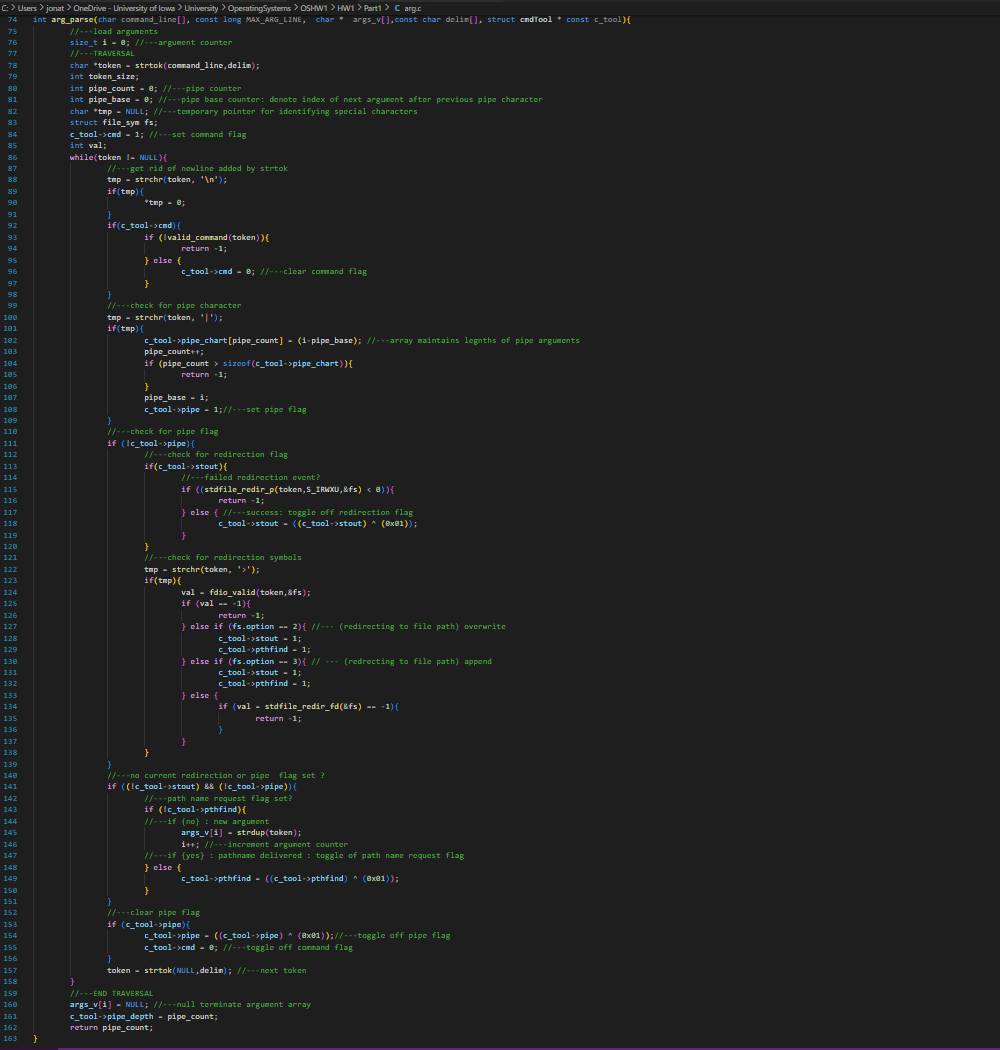 C: > Users > jonat > OneDrive - University of Iowa > University > OperatingSystems > OSHW1 > HW1 > Part1 > C arg.c
74 int arg_parse(char command_line[], const long MAX_ARG_LINE, char * args_v[],const char delim[], struct cmdTool * const c_tool){
75 //---load arguments
76 size_t i = 0; //---argument counter
77 //---TRAVERSAL
78 char *token = strtok(command_line,delim);
79 int token_size;
80 int pipe_count = 0; //---pipe counter
81 int pipe_base = 0; //---pipe base counter: denote index of next argument after previous pipe character
82 char *tmp = NULL; //---temporary pointer for identifying special characters
83 struct file_sym fs;
84 c_tool->cmd = 1; //---set command flag
85 int val;
86 while(token != NULL){
87 //---get rid of newline added by strtok
88 tmp = strchr(token, '\n');
89 if(tmp){
90 *tmp = 0;
91 }
92 if(c_tool->cmd){
93 if (!valid_command(token)){
94 return -1;
95 } else {
96 c_tool->cmd = 0; //---clear command flag
97 }
98 }
99 //---check for pipe character
100 tmp = strchr(token, '|');
101 if(tmp){
102 c_tool->pipe_chart[pipe_count] = (i-pipe_base); //---array maintains legnths of pipe arguments
103 pipe_count++;
104 if (pipe_count > sizeof(c_tool->pipe_chart)){
105 return -1;
106 }
107 pipe_base = i;
108 c_tool->pipe = 1;//---set pipe flag
109 }
110 //---check for pipe flag
111 if (!c_tool->pipe){
112 //---check for redirection flag
113 if(c_tool->stout){
114 //---failed redirection event?
115 if ((stdfile_redir_p(token,S_IRWXU,&fs) < 0)){
116 return -1;
117 } else { //---success: toggle off redirection flag
118 c_tool->stout = ((c_tool->stout) ^ (0x01));
119 }
120 }
121 //---check for redirection symbols
122 tmp = strchr(token, '>');
123 if(tmp){
124 val = fdio_valid(token,&fs);
125 if (val == -1){
126 return -1;
127 } else if (fs.option == 2){ //--- (redirecting to file path) overwrite
128 c_tool->stout = 1;
129 c_tool->pthfind = 1;
130 } else if (fs.option == 3){ // --- (redrecting to file path) append
131 c_tool->stout = 1;
132 c_tool->pthfind = 1;
133 } else {
134 if (val = stdfile_redir_fd(&fs) == -1){
135 return -1;
136 }
137 }
138 }
139 }
140 //---no current redirection or pipe  flag set ?
141 if ((!c_tool->stout) && (!c_tool->pipe)){
142 //---path name request flag set?
143 if (!c_tool->pthfind){
144 //---if {no} : new argument
145 args_v[i] = strdup(token);
146 i++; //---increment argument counter
147 //---if {yes} : pathname delivered : toggle of path name request flag
148 } else {
149 c_tool->pthfind = ((c_tool->pthfind) ^ (0x01));
150 }
151 }
152 //---clear pipe flag
153 if (c_tool->pipe){
154 c_tool->pipe = ((c_tool->pipe) ^ (0x01));//---toggle off pipe flag
155 c_tool->cmd = 0; //---toggle off command flag
156 }
157 token = strtok(NULL,delim); //---next token
158 }
159 //---END TRAVERSAL
160 args_v[i] = NULL; //---null terminate argument array
161 c_tool->pipe_depth = pipe_count;
162 return pipe_count;
163 }